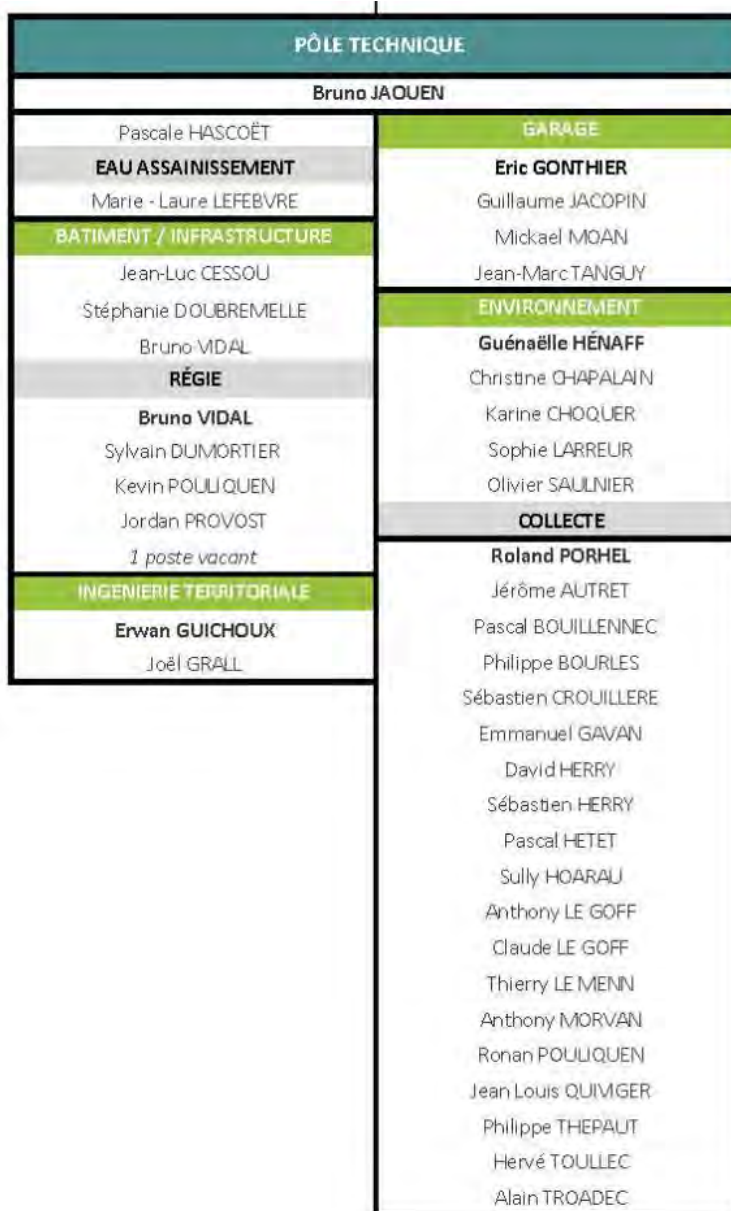 PÔLE TECHNIQUE
Bruno JAOUEN
Pascale HASCOËT
EAU ASSAINISSEMENT
Marie - Laure LEFEBVRE
BATIMENT / INFRASTRUCTURE
Jean-Luc CESSOU
Stéphanie DOUBREMELLE
Bruno VIDAL
RÉGIE
Bruno VIDAL
Sylvain DUMORTIER
Kevin POULIQUEN
Jordan PROVOST
1 poste vacant
INGENIERIE TERRITORIALE
Erwan GUICHOUX
Joël GRALL
GARAGE
Eric GONTHIER
Guillaume JACOPIN
Mickael MOAN
Jean-Marc TANGUY
ENVIRONNEMENT
Guénaëlle HÉNAFF
Christine CHAPALAIN
Karine CHOQUER
Sophie LARREUR
Olivier SAULNIER
COLLECTE
Roland PORHEL
Jérôme AUTRET
Pascal BOUILLENNEC
Philippe BOURLES
Sébastien CROUILLERE
Emmanuel GAVAN
David HERRY
Sébastien HERRY
Pascal HETET
Sully HOARAU
Anthony LE GOFF
Claude LE GOFF
Thierry LE MENN
Anthony MORVAN
Ronan POULIQUEN
Jean Louis QUIVIGER
Philippe THEPAUT
Hervé TOULLEC
Alain TROADEC